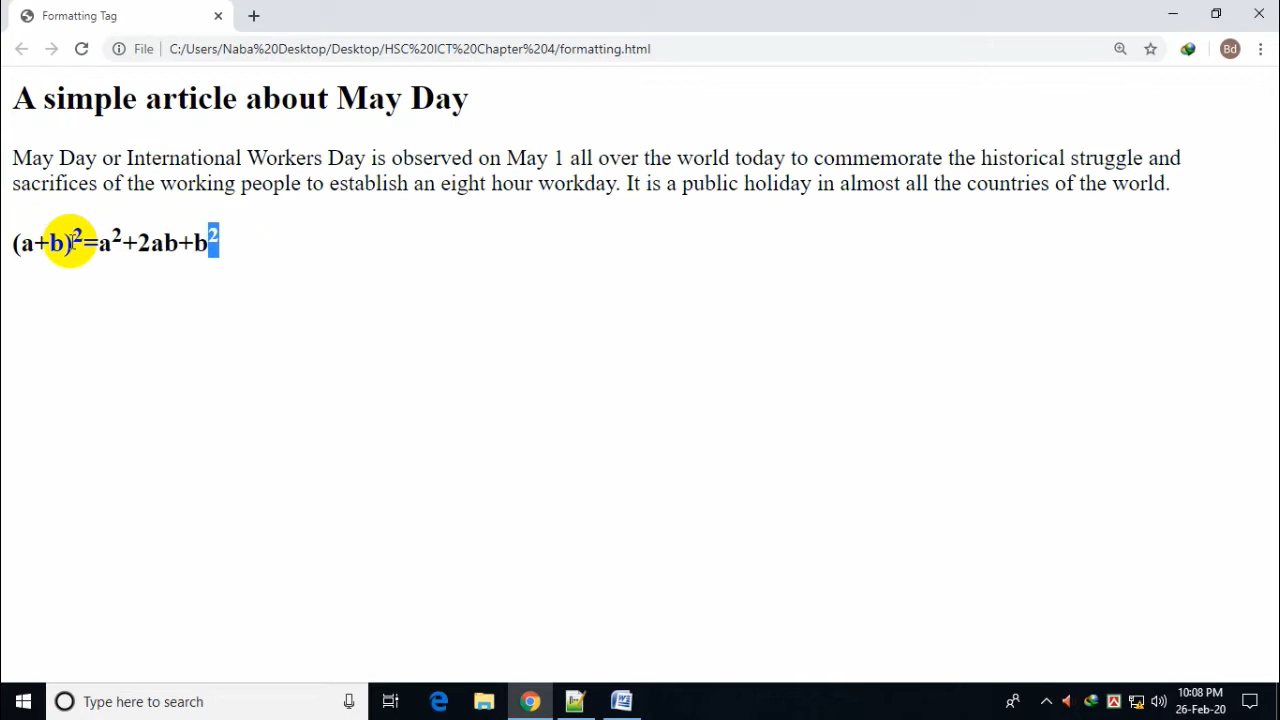 Formatting Tag
File C:/Users/Naba%20Desktop/Desktop/HSC%20ICT%20Chapter%204/formatting.html
Bd
A simple article about May Day
May Day or International Workers Day is observed on May 1 all over the world today to commemorate the historical struggle and
sacrifices of the working people to establish an eight hour workday. It is a public holiday in almost all the countries of the world.
(a+b)²=a²+2ab+b²
Type here to search
10:08 PM
26-Feb-20